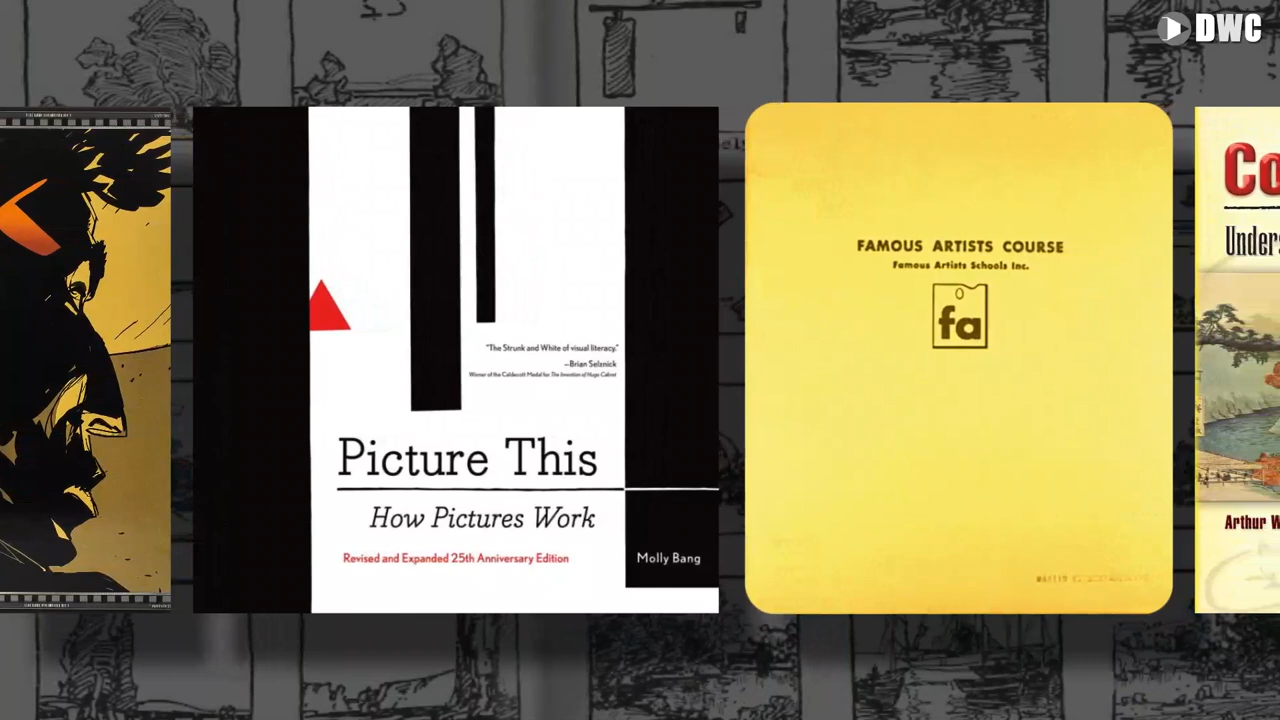 DWC
"The Strunk and White of visual literacy."
—Brian Selznick
Winner of the Caldecott Medal for The Invention of Hugo Cabret
Picture This
How Pictures Work
Revised and Expanded 25th Anniversary Edition
Molly Bang
FAMOUS ARTISTS COURSE
Famous Artists Schools Inc.
fa
Co
Unders
Arthur W